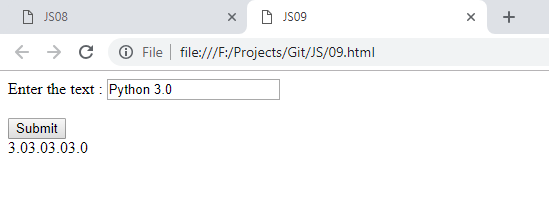 JS08 JS09
File file:///F:/Projects/Git/JS/09.html
Enter the text : Python 3.0
Submit
3.03.03.03.0